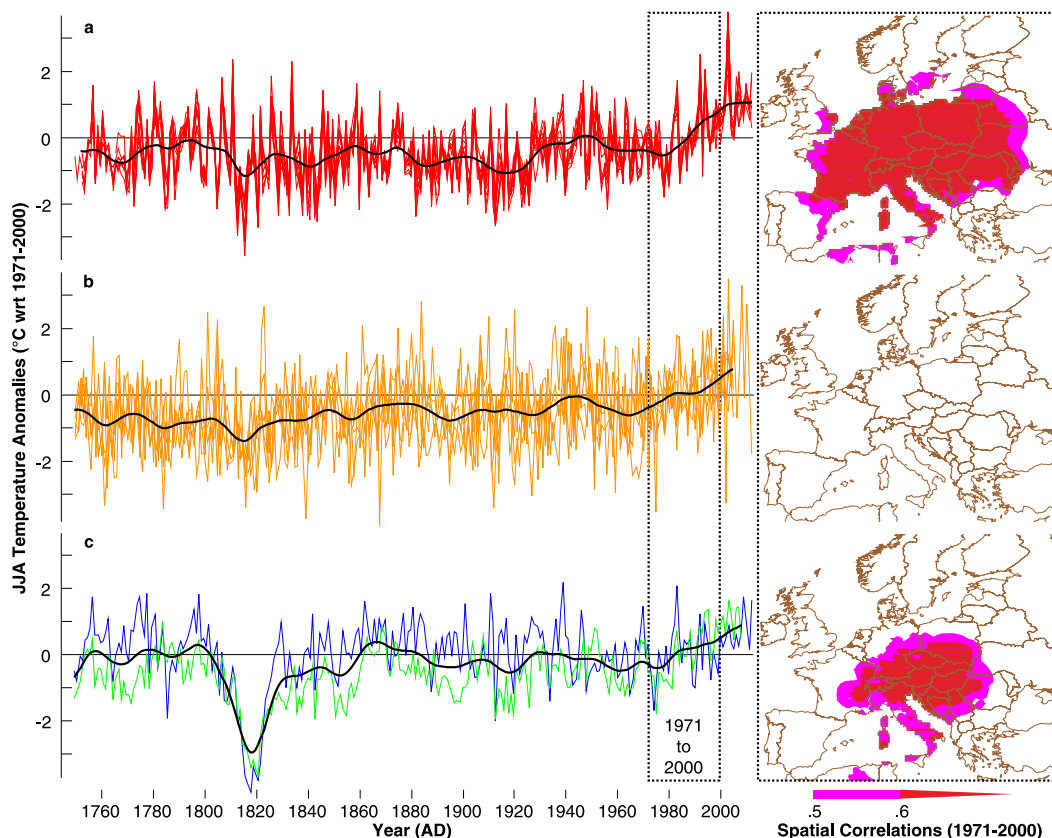 a
2
0
-2
b
2
0
-2
c
2
0
-2
JJA Temperature Anomalies (°C wrt 1971-2000)
1971
to
2000
1760 1780 1800 1820 1840 1860 1880 1900 1920 1940 1960 1980 2000
Year (AD)
.5 .6
Spatial Correlations (1971-2000)